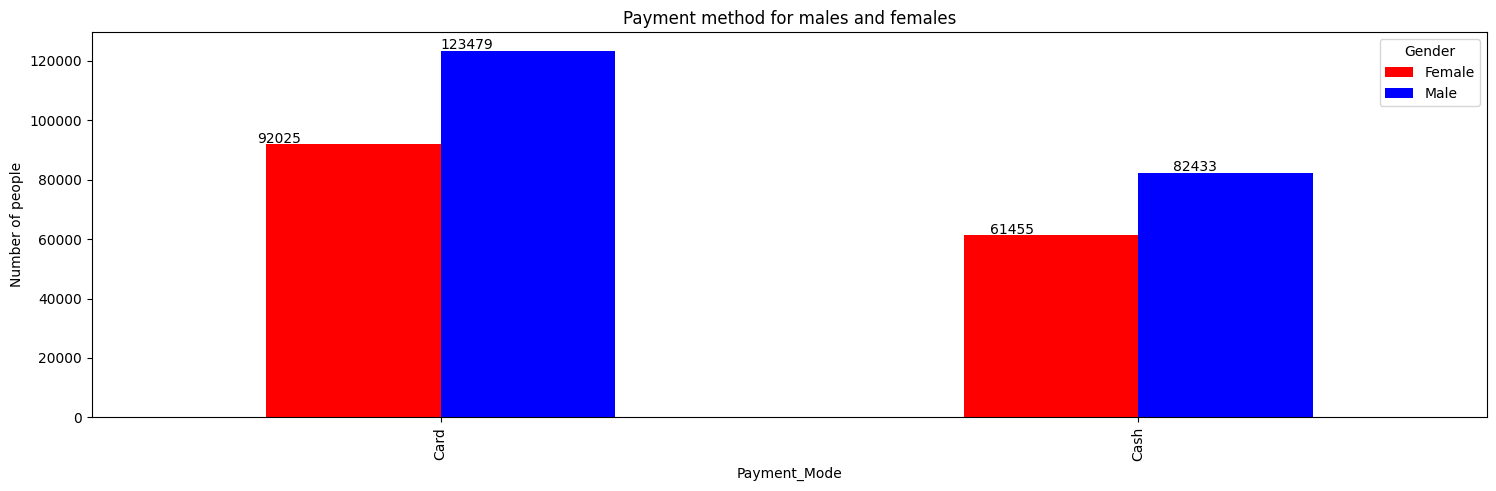 Payment method for males and females
Number of people
120000
100000
80000
60000
40000
20000
0
92025
123479
61455
82433
Gender
Female
Male
Card
Cash
Payment_Mode